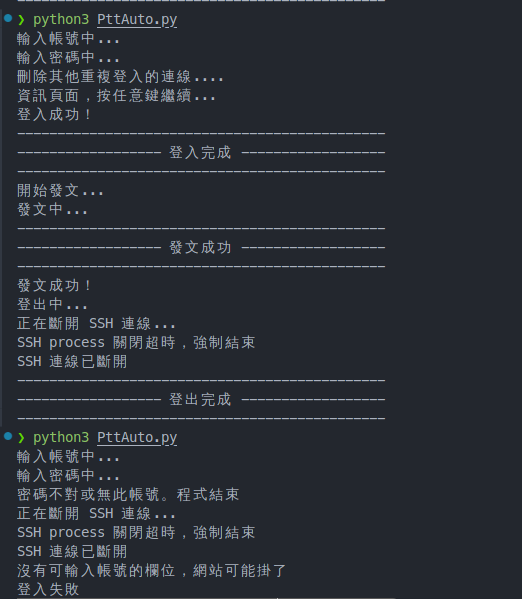 ❯ python3 PttAuto.py
輸入帳號中...
輸入密碼中...
刪除其他重複登入的連線....
資訊頁面，按任意鍵繼續...
登入成功！
----------------------------------------------
------------------ 登入完成 ------------------
----------------------------------------------
開始發文...
發文中...
----------------------------------------------
------------------ 發文成功 ------------------
----------------------------------------------
發文成功！
登出中...
正在斷開 SSH 連線...
SSH process 關閉超時，強制結束
SSH 連線已斷開
----------------------------------------------
------------------ 登出完成 ------------------
----------------------------------------------
❯ python3 PttAuto.py
輸入帳號中...
輸入密碼中...
密碼不對或無此帳號。程式結束
正在斷開 SSH 連線...
SSH process 關閉超時，強制結束
SSH 連線已斷開
沒有可輸入帳號的欄位，網站可能掛了
登入失敗